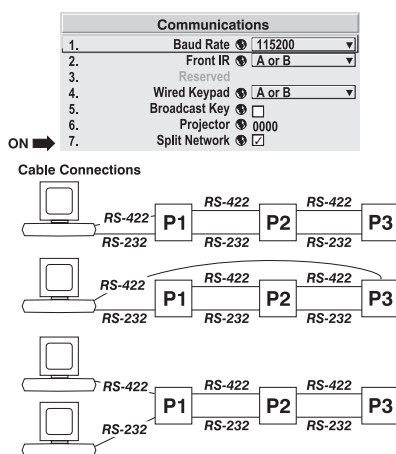 Communications
1. Baud Rate 115200
2. Front IR A or B
3. Reserved
4. Wired Keypad A or B
5. Broadcast Key
6. Projector 0000
ON 7. Split Network
Cable Connections
RS-422 RS-422 RS-422
P1 P2 P3
RS-232 RS-232 RS-232
RS-422 RS-422 RS-422
P1 P2 P3
RS-232 RS-232 RS-232
RS-422 RS-422 RS-422
P1 P2 P3
RS-232 RS-232 RS-232